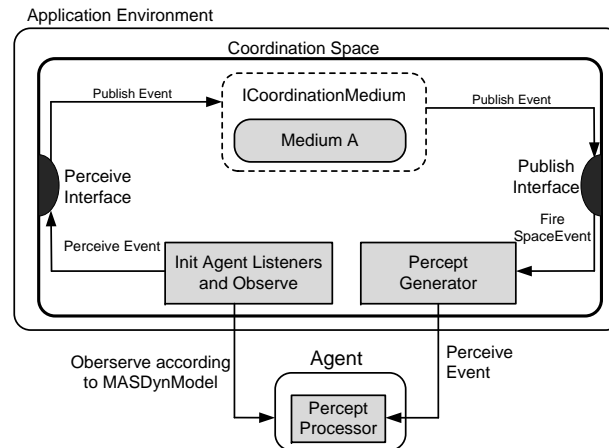 Application Environment
Coordination Space
Publish Event
ICoordinationMedium
Medium A
Publish Event
Perceive
Interface
Publish
Interface
Perceive Event
Init Agent Listeners
and Observe
Percept
Generator
Fire
SpaceEvent
Oberserve according
to MASDynModel
Agent
Perceive
Event
Percept
Processor